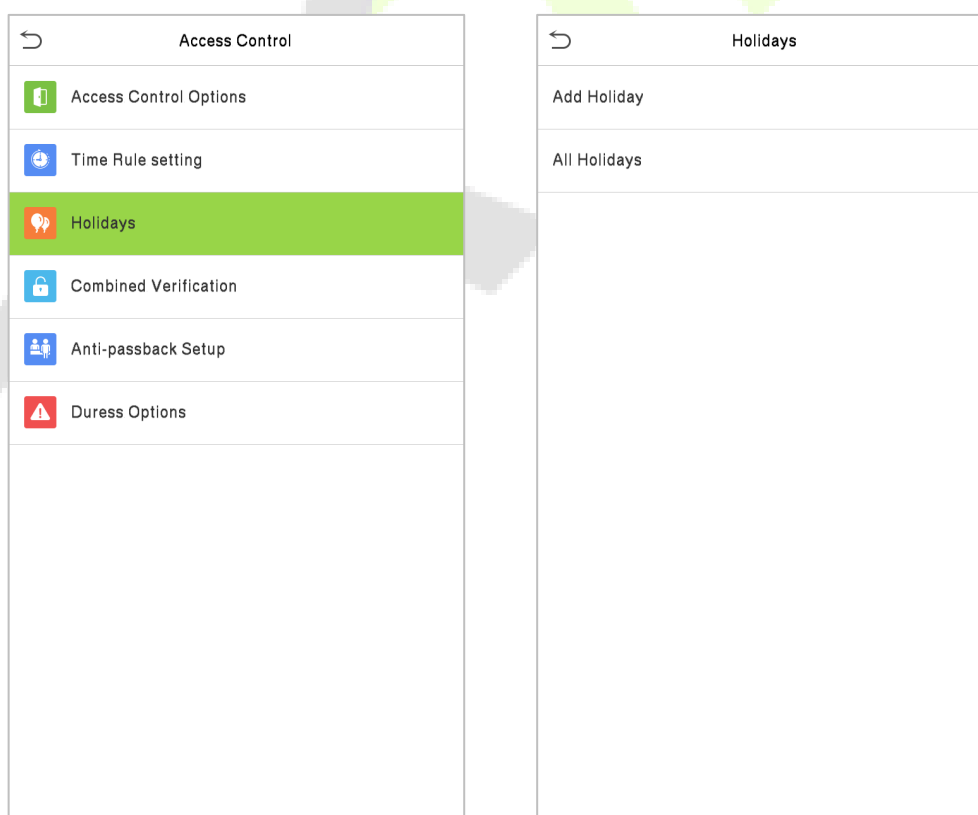 Access Control
Access Control Options
Time Rule setting
Holidays
Combined Verification
Anti-passback Setup
Duress Options
Holidays
Add Holiday
All Holidays